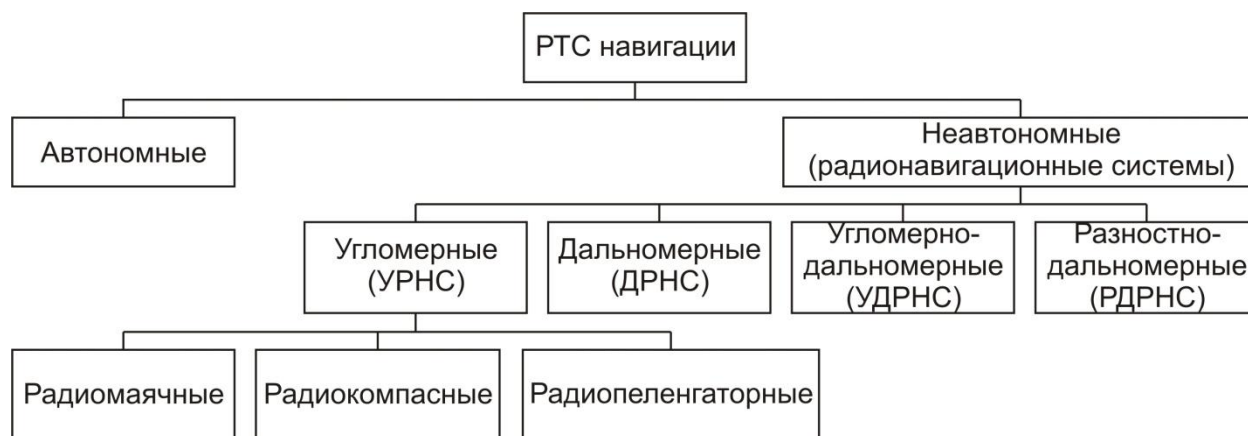 РТС навигации
Автономные
Неавтономные
(радионавигационные системы)
Угломерные
(УРНС)
Дальномерные
(ДРНС)
Угломерно-
дальномерные
(УДРНС)
Разностно-
дальномерные
(РДРНС)
Радиомаячные
Радиокомпасные
Радиопеленгаторные